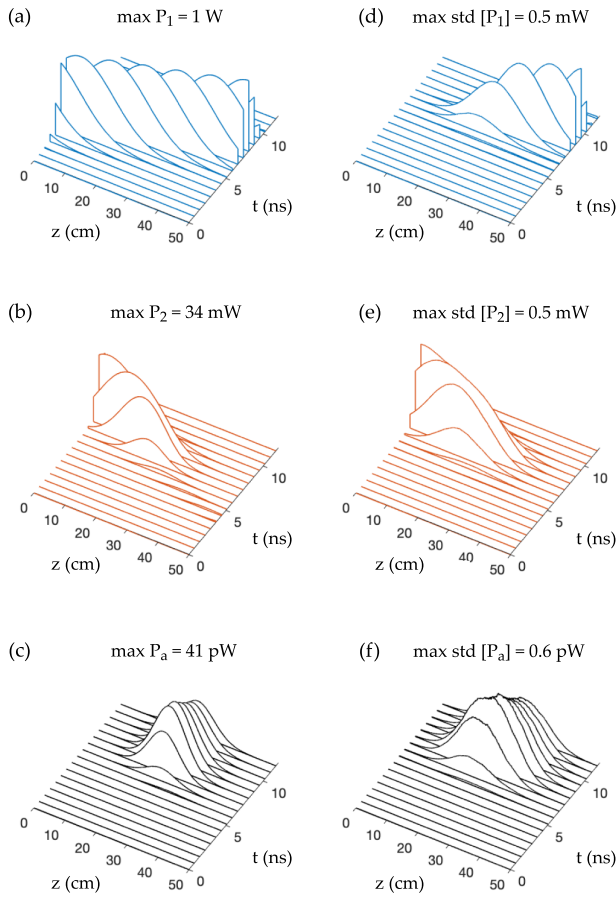 (a) max P1 = 1 W
(d) max std [P1] = 0.5 mW
0 10 20 30 40 50
z (cm)
0 5 10
t (ns)
0 10 20 30 40 50
z (cm)
0 5 10
t (ns)
(b) max P2 = 34 mW
(e) max std [P2] = 0.5 mW
0 10 20 30 40 50
z (cm)
0 5 10
t (ns)
0 10 20 30 40 50
z (cm)
0 5 10
t (ns)
(c) max Pa = 41 pW
(f) max std [Pa] = 0.6 pW
0 10 20 30 40 50
z (cm)
0 5 10
t (ns)
0 10 20 30 40 50
z (cm)
0 5 10
t (ns)